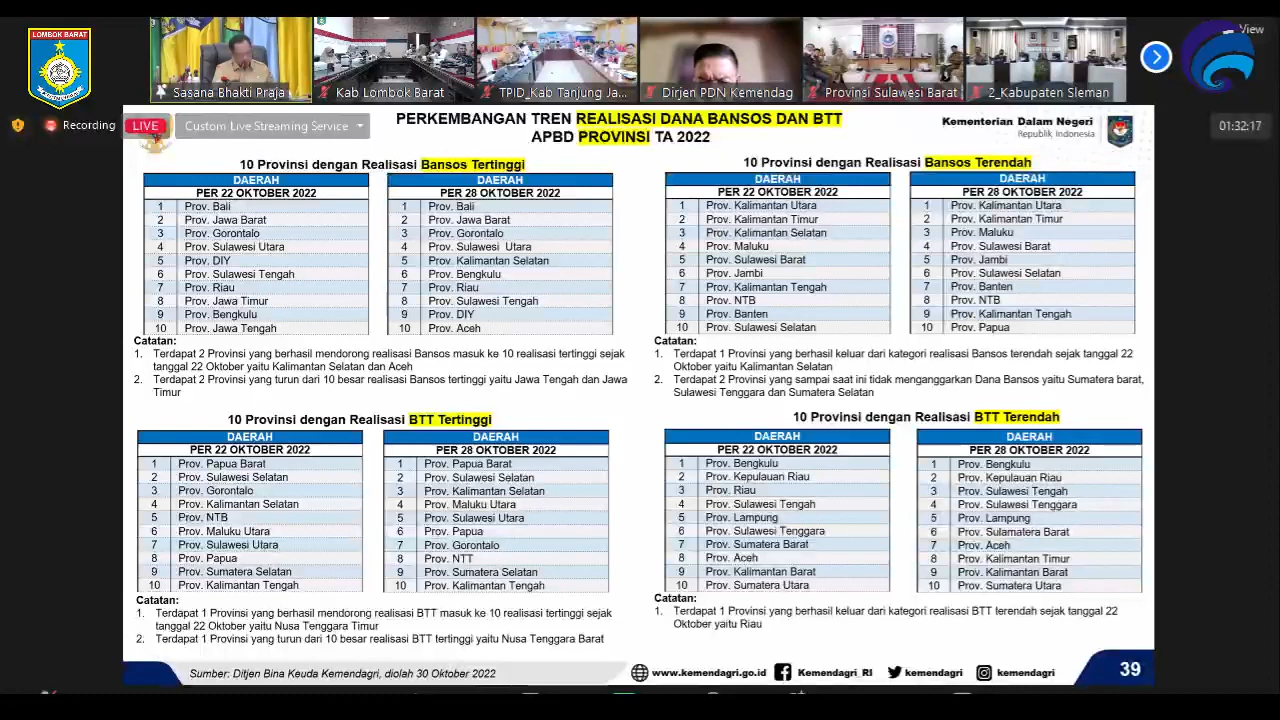 LOMBOK BARAT
View
Sasana Bhakti Praja
Kab Lombok Barat
TPID_Kab Tanjung Ja...
Dirjen PDN Kemendag
Provinsi Sulawesi Barat
2_Kabupaten Sleman
Recording
LIVE
Custom Live Streaming Service
01:32:17
PERKEMBANGAN TREN REALISASI DANA BANSOS DAN BTT
APBD PROVINSI TA 2022
Kementerian Dalam Negeri
Republik Indonesia
10 Provinsi dengan Realisasi Bansos Tertinggi
DAERAH
PER 22 OKTOBER 2022
1 Prov. Bali
2 Prov. Jawa Barat
3 Prov. Gorontalo
4 Prov. Sulawesi Utara
5 Prov. DIY
6 Prov. Sulawesi Tengah
7 Prov. Riau
8 Prov. Jawa Timur
9 Prov. Bengkulu
10 Prov. Jawa Tengah
DAERAH
PER 28 OKTOBER 2022
1 Prov. Bali
2 Prov. Jawa Barat
3 Prov. Gorontalo
4 Prov. Sulawesi Utara
5 Prov. Kalimantan Selatan
6 Prov. Bengkulu
7 Prov. Riau
8 Prov. Sulawesi Tengah
9 Prov. DIY
10 Prov. Aceh
Catatan:
1. Terdapat 2 Provinsi yang berhasil mendorong realisasi Bansos masuk ke 10 realisasi tertinggi sejak
tanggal 22 Oktober yaitu Kalimantan Selatan dan Aceh
2. Terdapat 2 Provinsi yang turun dari 10 besar realisasi Bansos tertinggi yaitu Jawa Tengah dan Jawa
Timur
10 Provinsi dengan Realisasi Bansos Terendah
DAERAH
PER 22 OKTOBER 2022
1 Prov. Kalimantan Utara
2 Prov. Kalimantan Timur
3 Prov. Kalimantan Selatan
4 Prov. Maluku
5 Prov. Sulawesi Barat
6 Prov. Jambi
7 Prov. Kalimantan Tengah
8 Prov. NTB
9 Prov. Banten
10 Prov. Sulawesi Selatan
DAERAH
PER 28 OKTOBER 2022
1 Prov. Kalimantan Utara
2 Prov. Kalimantan Timur
3 Prov. Maluku
4 Prov. Sulawesi Barat
5 Prov. Jambi
6 Prov. Sulawesi Selatan
7 Prov. Banten
8 Prov. NTB
9 Prov. Kalimantan Tengah
10 Prov. Papua
Catatan:
1. Terdapat 1 Provinsi yang berhasil keluar dari kategori realisasi Bansos terendah sejak tanggal 22
Oktober yaitu Kalimantan Selatan
2. Terdapat 2 Provinsi yang sampai saat ini tidak menganggarkan Dana Bansos yaitu Sumatera barat,
Sulawesi Tenggara dan Sumatera Selatan
10 Provinsi dengan Realisasi BTT Tertinggi
DAERAH
PER 22 OKTOBER 2022
1 Prov. Papua Barat
2 Prov. Sulawesi Selatan
3 Prov. Gorontalo
4 Prov. Kalimantan Selatan
5 Prov. NTB
6 Prov. Maluku Utara
7 Prov. Sulawesi Utara
8 Prov. Papua
9 Prov. Sumatera Selatan
10 Prov. Kalimantan Tengah
DAERAH
PER 28 OKTOBER 2022
1 Prov. Papua Barat
2 Prov. Sulawesi Selatan
3 Prov. Kalimantan Selatan
4 Prov. Maluku Utara
5 Prov. Sulawesi Utara
6 Prov. Papua
7 Prov. Gorontalo
8 Prov. NTT
9 Prov. Sumatera Selatan
10 Prov. Kalimantan Tengah
Catatan:
1. Terdapat 1 Provinsi yang berhasil mendorong realisasi BTT masuk ke 10 realisasi tertinggi sejak
tanggal 22 Oktober yaitu Nusa Tenggara Timur
2. Terdapat 1 Provinsi yang turun dari 10 besar realisasi BTT tertinggi yaitu Nusa Tenggara Barat
10 Provinsi dengan Realisasi BTT Terendah
DAERAH
PER 22 OKTOBER 2022
1 Prov. Bengkulu
2 Prov. Kepulauan Riau
3 Prov. Riau
4 Prov. Sulawesi Tengah
5 Prov. Lampung
6 Prov. Sulawesi Tenggara
7 Prov. Sumatera Barat
8 Prov. Aceh
9 Prov. Kalimantan Barat
10 Prov. Sumatera Utara
DAERAH
PER 28 OKTOBER 2022
1 Prov. Bengkulu
2 Prov. Kepulauan Riau
3 Prov. Sulawesi Tengah
4 Prov. Sulawesi Tenggara
5 Prov. Lampung
6 Prov. Sulamatera Barat
7 Prov. Aceh
8 Prov. Kalimantan Timur
9 Prov. Kalimantan Barat
10 Prov. Sumatera Utara
Catatan:
1. Terdapat 1 Provinsi yang berhasil keluar dari kategori realisasi BTT terendah sejak tanggal 22
Oktober yaitu Riau
Sumber: Ditjen Bina Keuda Kemendagri, diolah 30 Oktober 2022
www.kemendagri.go.id
Kemendagri_RI
kemendagri
kemendagri
39